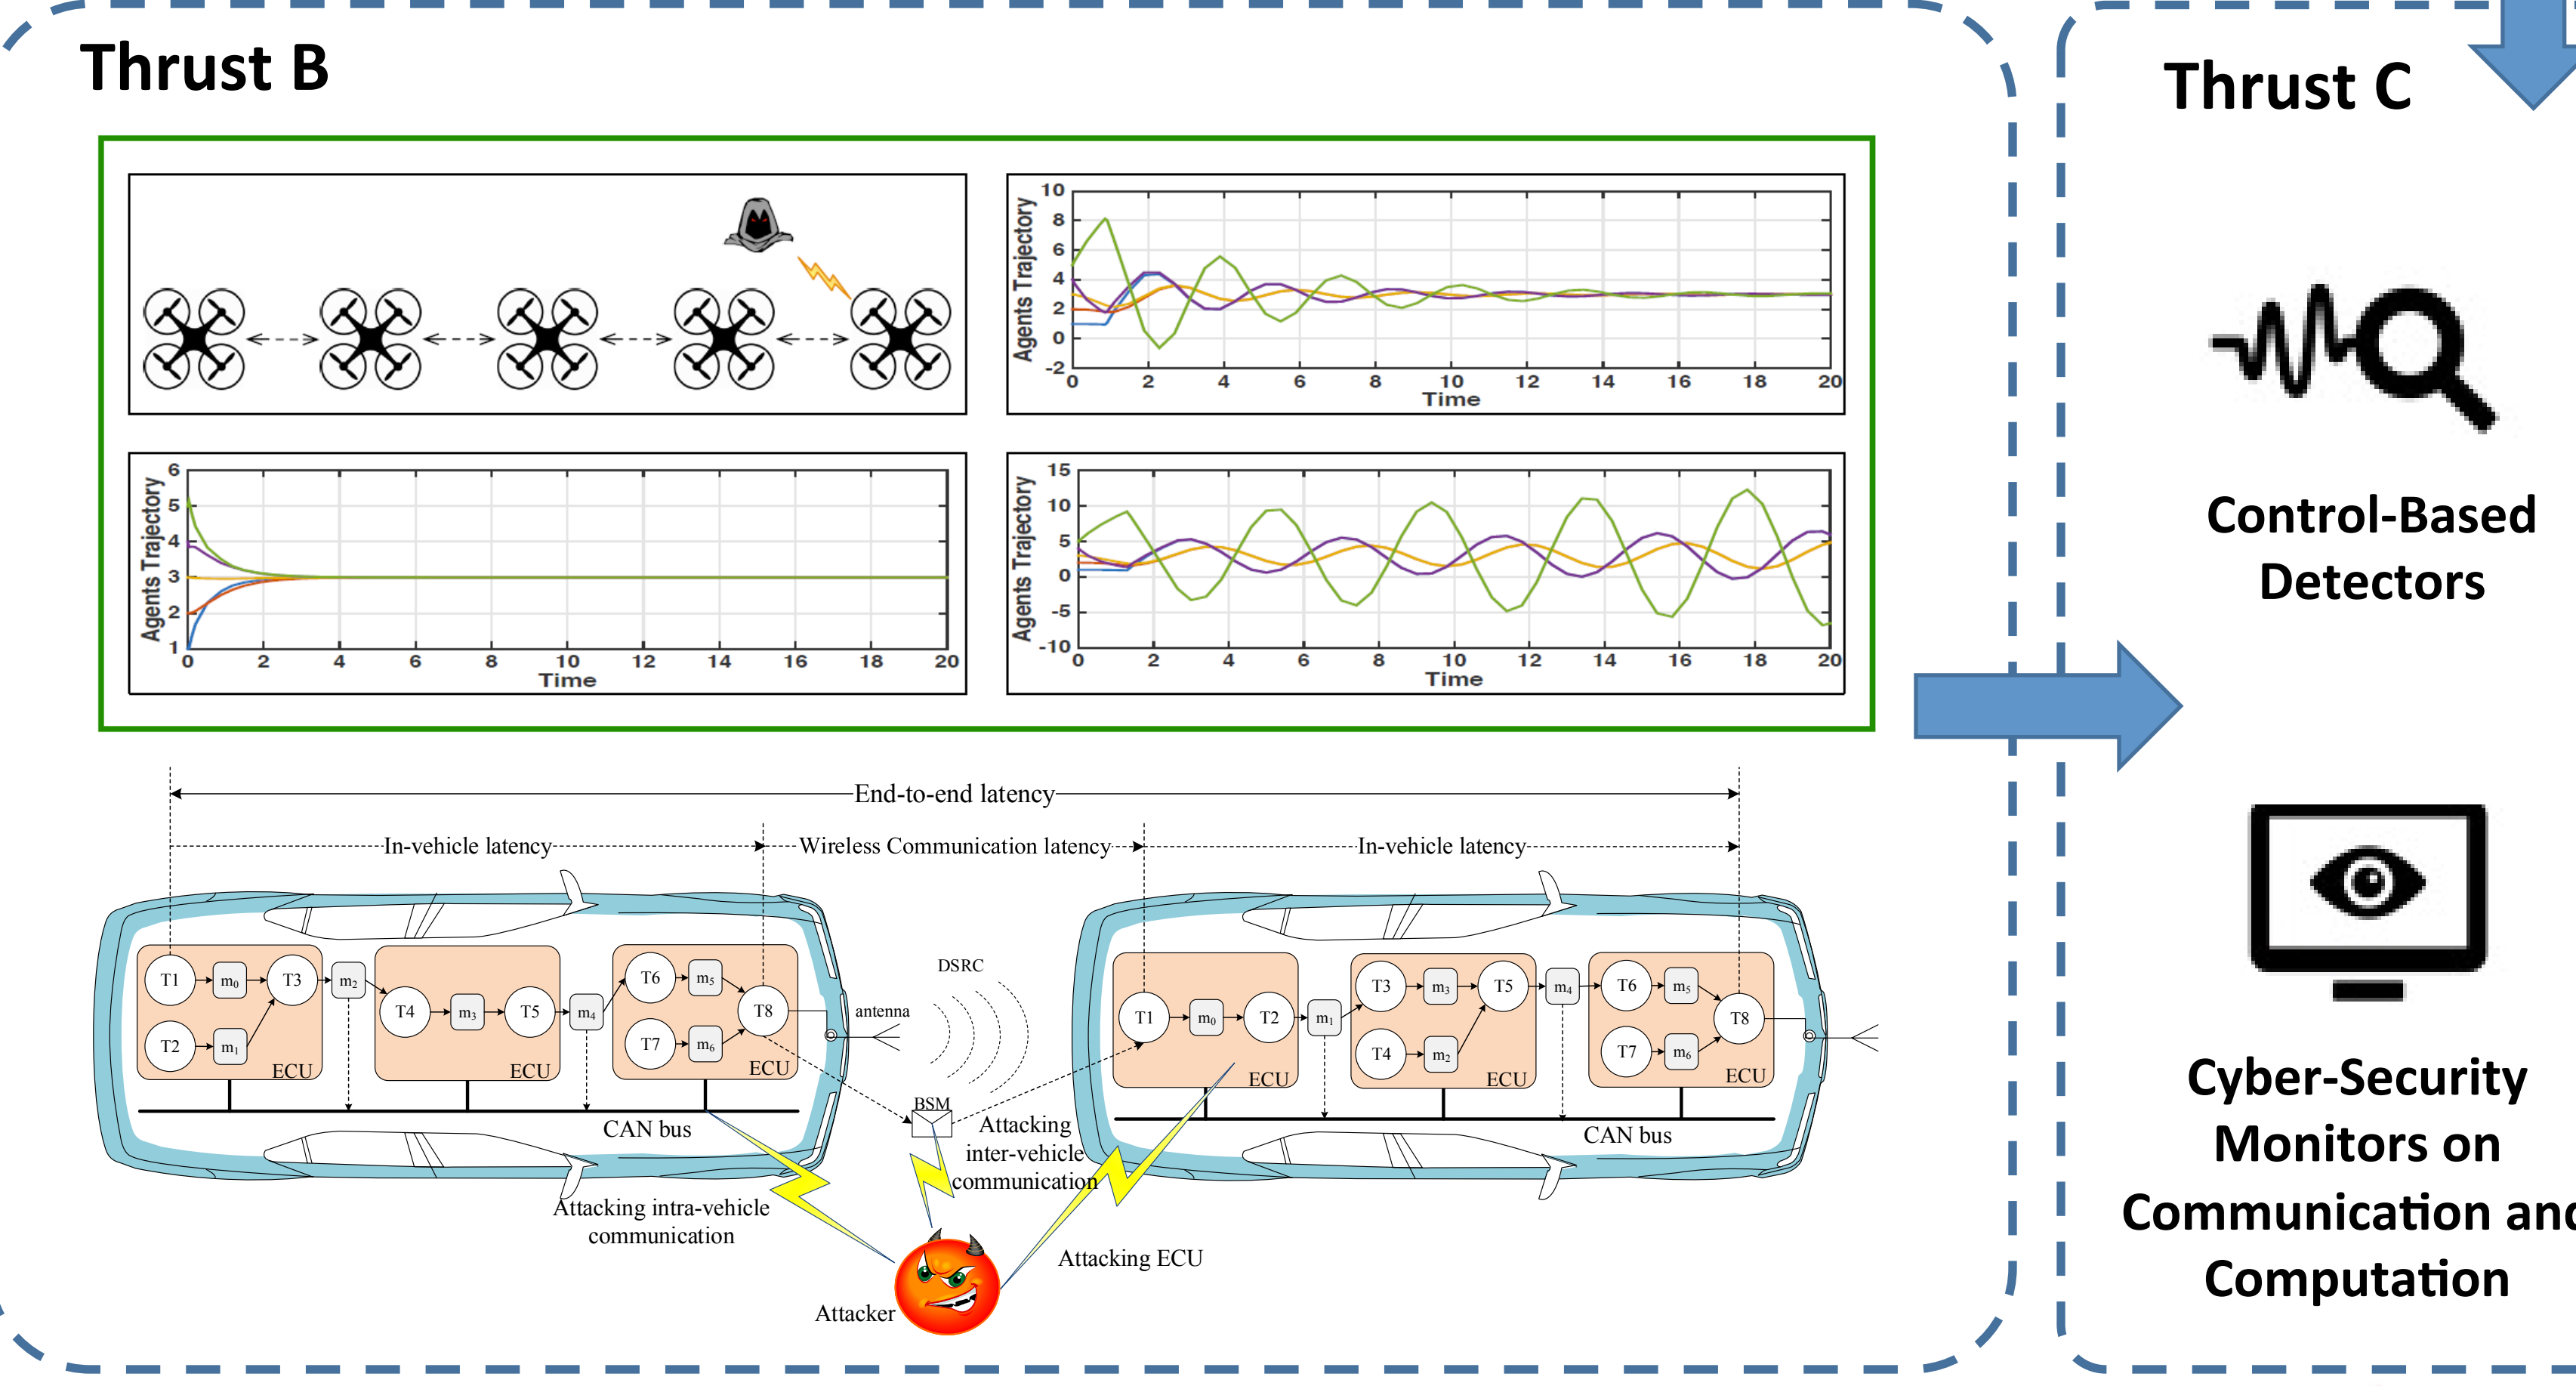 Thrust B
Agents Trajectory
10
8
6
4
2
0
-2
0 2 4 6 8 10 12 14 16 18 20
Time
Agents Trajectory
6
5
4
3
2
1
0 2 4 6 8 10 12 14 16 18 20
Time
Agents Trajectory
15
10
5
0
-5
-10
0 2 4 6 8 10 12 14 16 18 20
Time
End-to-end latency
In-vehicle latency
Wireless Communication latency
In-vehicle latency
T1 m0 T3 m2
T2 m1
ECU
T4 m3 T5 m4
ECU
T6 m5
T7 m6
T8
ECU
CAN bus
antenna
DSRC
BSM
T1 m0 T2 m1
ECU
T3 m3 T5 m4
T4 m2
ECU
T6 m5
T7 m6
T8
ECU
CAN bus
Attacking intra-vehicle
communication
Attacking
inter-vehicle
communication
Attacking ECU
Attacker
Thrust C
Control-Based
Detectors
Cyber-Security
Monitors on
Communication and
Computation